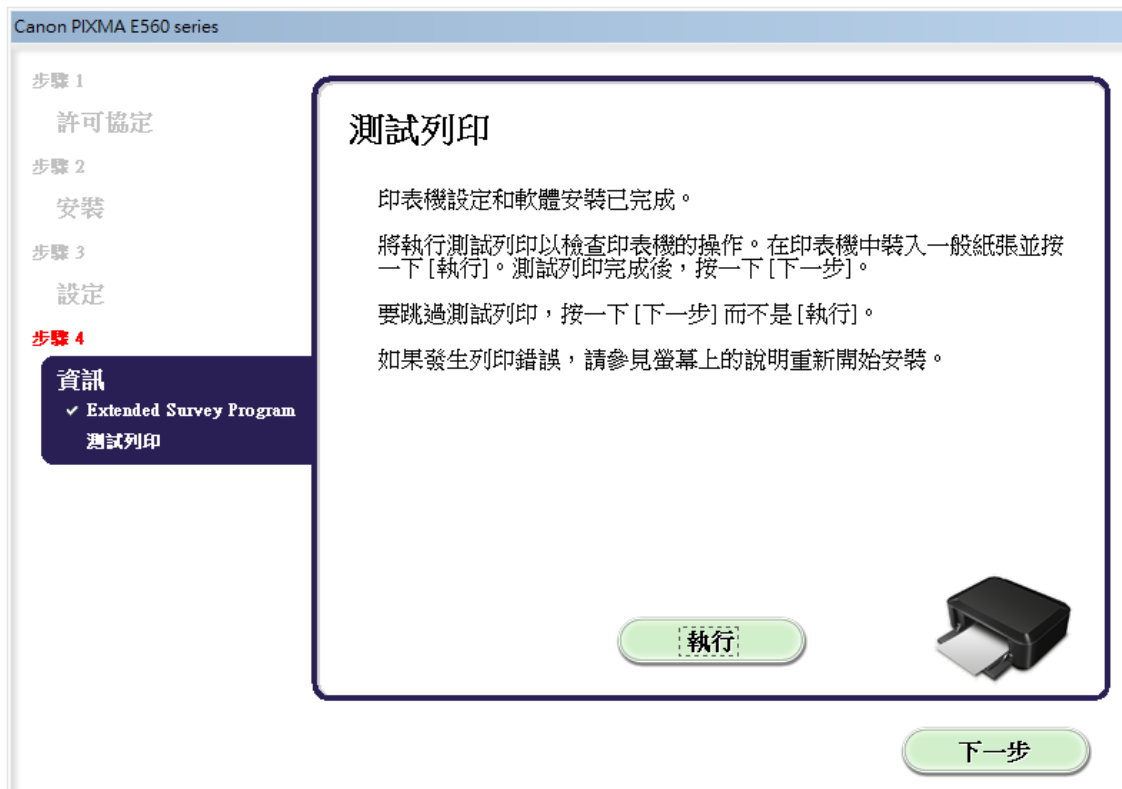 Canon PIXMA E560 series
步驟 1
許可協定
步驟 2
安裝
步驟 3
設定
步驟 4
資訊
✓ Extended Survey Program
測試列印
測試列印
印表機設定和軟體安裝已完成。
將執行測試列印以檢查印表機的操作。在印表機中裝入一般紙張並按
一下 [執行]。測試列印完成後，按一下 [下一步]。
要跳過測試列印，按一下 [下一步] 而不是 [執行]。
如果發生列印錯誤，請參見螢幕上的說明重新開始安裝。
執行
下一步